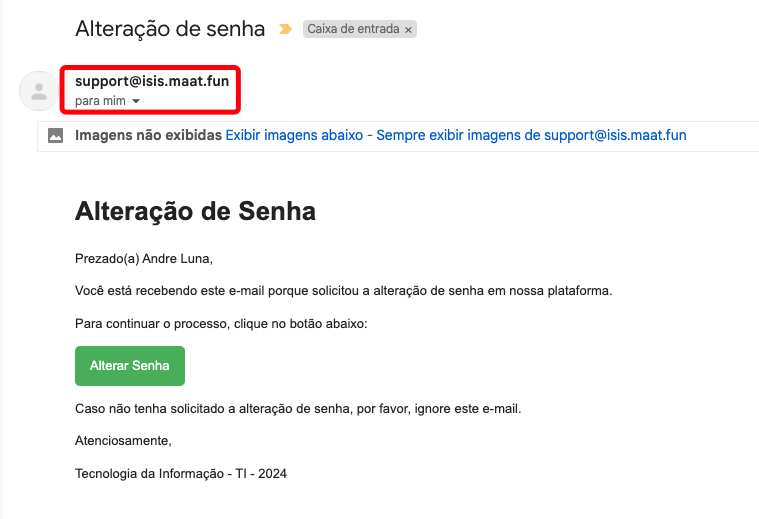 Alteração de senha Caixa de entrada ×
support@isis.maat.fun
para mim
Imagens não exibidas Exibir imagens abaixo - Sempre exibir imagens de support@isis.maat.fun
Alteração de Senha
Prezado(a) Andre Luna,
Você está recebendo este e-mail porque solicitou a alteração de senha em nossa plataforma.
Para continuar o processo, clique no botão abaixo:
Alterar Senha
Caso não tenha solicitado a alteração de senha, por favor, ignore este e-mail.
Atenciosamente,
Tecnologia da Informação - TI - 2024